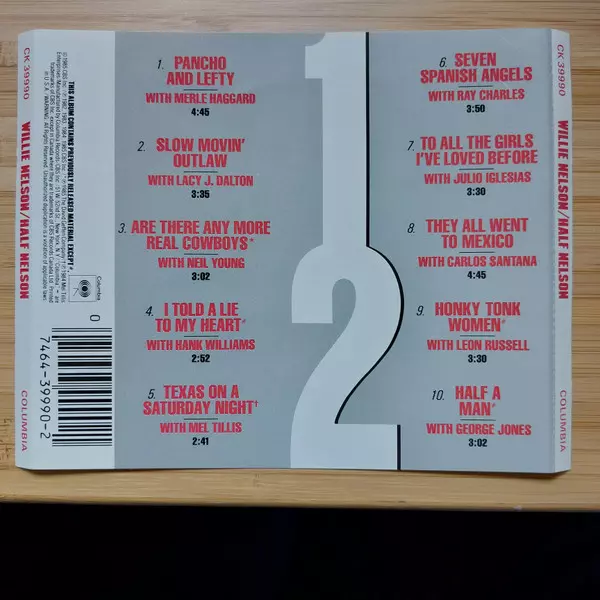 CK 39990 WILLIE NELSON/HALF NELSON COLUMBIA
THIS ALBUM CONTAINS PREVIOUSLY RELEASED MATERIAL EXCEPT*.
Columbia
0
7464-39990-2
1. PANCHO
AND LEFTY
WITH MERLE HAGGARD
4:45
2. SLOW MOVIN'
OUTLAW
WITH LACY J. DALTON
3:35
3. ARE THERE ANY MORE
REAL COWBOYS*
WITH NEIL YOUNG
3:02
4. I TOLD A LIE
TO MY HEART*
WITH HANK WILLIAMS
2:52
5. TEXAS ON A
SATURDAY NIGHT†
WITH MEL TILLIS
2:41
1
2
6. SEVEN
SPANISH ANGELS
WITH RAY CHARLES
3:50
7. TO ALL THE GIRLS
I'VE LOVED BEFORE
WITH JULIO IGLESIAS
3:30
8. THEY ALL WENT
TO MEXICO
WITH CARLOS SANTANA
4:45
9. HONKY TONK
WOMEN*
WITH LEON RUSSELL
3:30
10. HALF
A
MAN*
WITH GEORGE JONES
3:02
CK 39990 WILLIE NELSON/HALF NELSON COLUMBIA